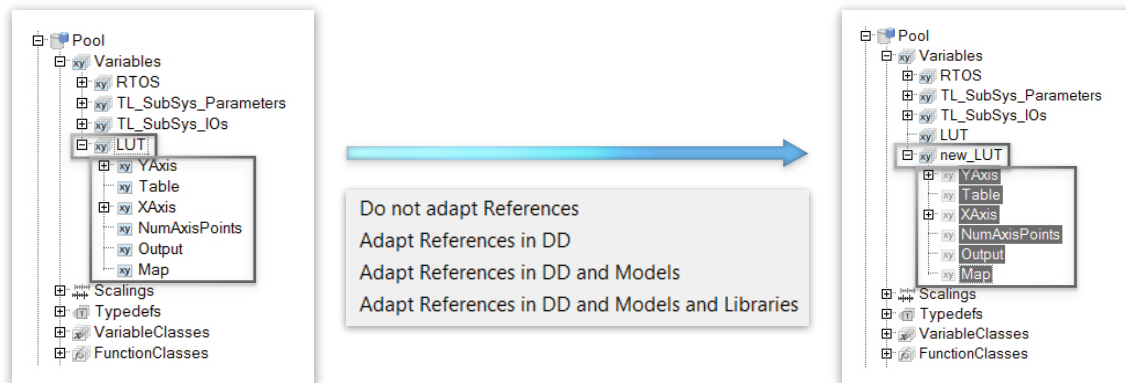 Pool
Variables
RTOS
TL_SubSys_Parameters
TL_SubSys_IOs
LUT
YAxis
Table
XAxis
NumAxisPoints
Output
Map
Scalings
Typedefs
VariableClasses
FunctionClasses
Do not adapt References
Adapt References in DD
Adapt References in DD and Models
Adapt References in DD and Models and Libraries
Pool
Variables
RTOS
TL_SubSys_Parameters
TL_SubSys_IOs
LUT
new_LUT
YAxis
Table
XAxis
NumAxisPoints
Output
Map
Scalings
Typedefs
VariableClasses
FunctionClasses